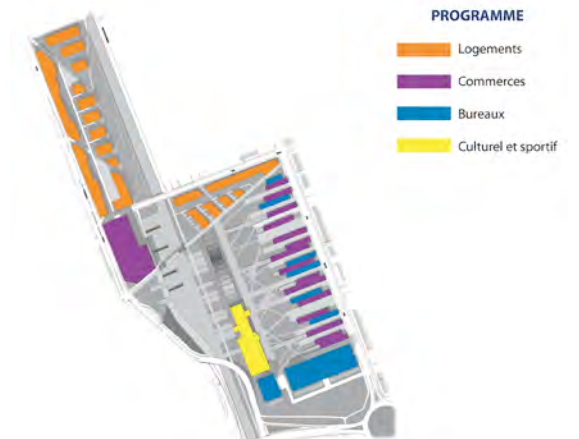 PROGRAMME
Logements
Commerces
Bureaux
Culturel et sportif